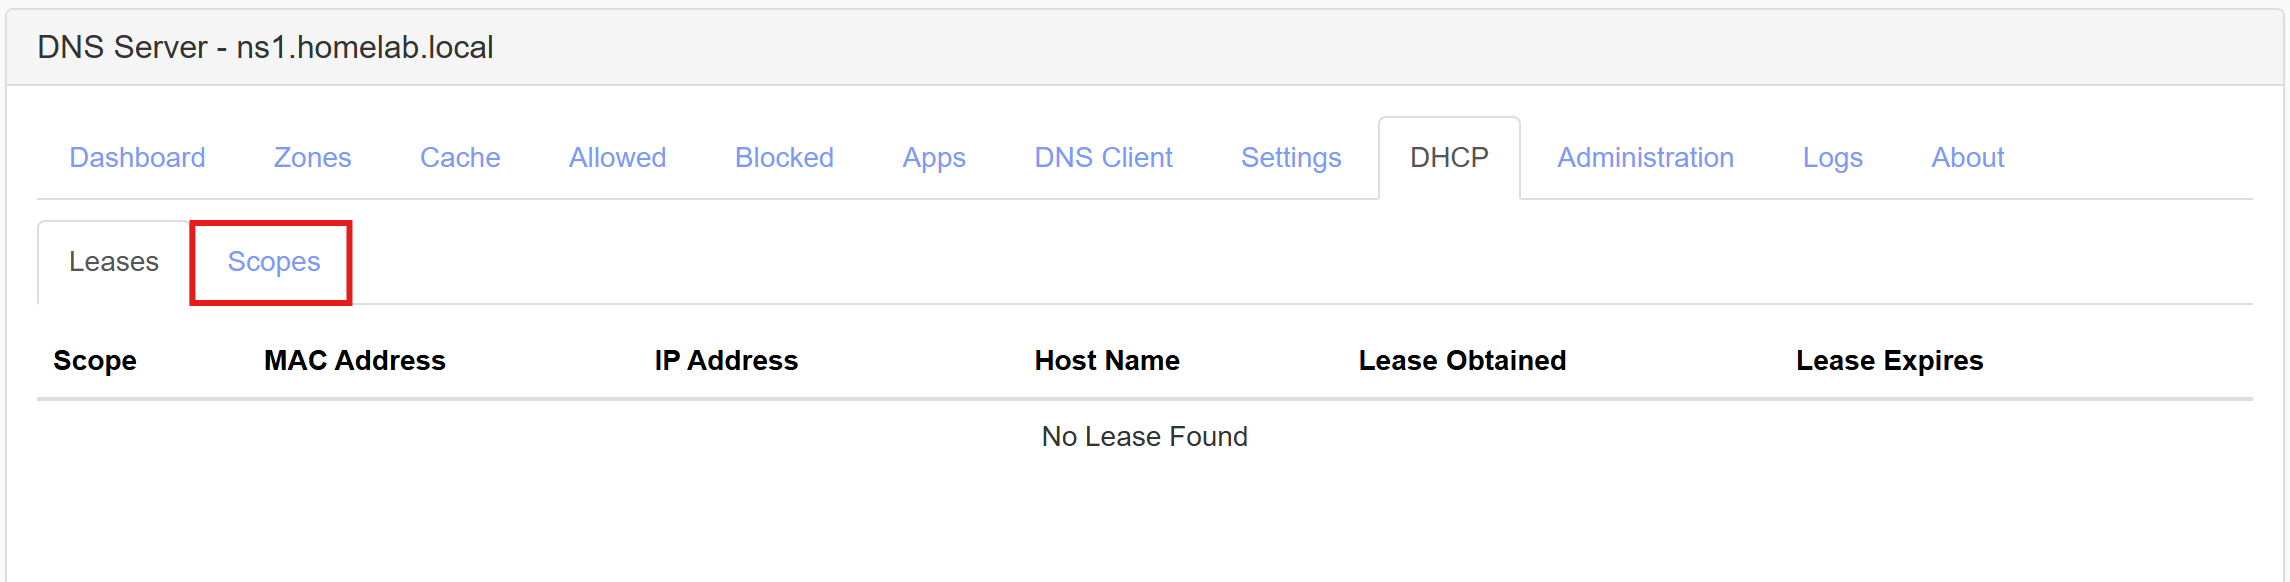 DNS Server - ns1.homelab.local
Dashboard Zones Cache Allowed Blocked Apps DNS Client Settings DHCP Administration Logs About
Leases Scopes
Scope MAC Address IP Address Host Name Lease Obtained Lease Expires
No Lease Found